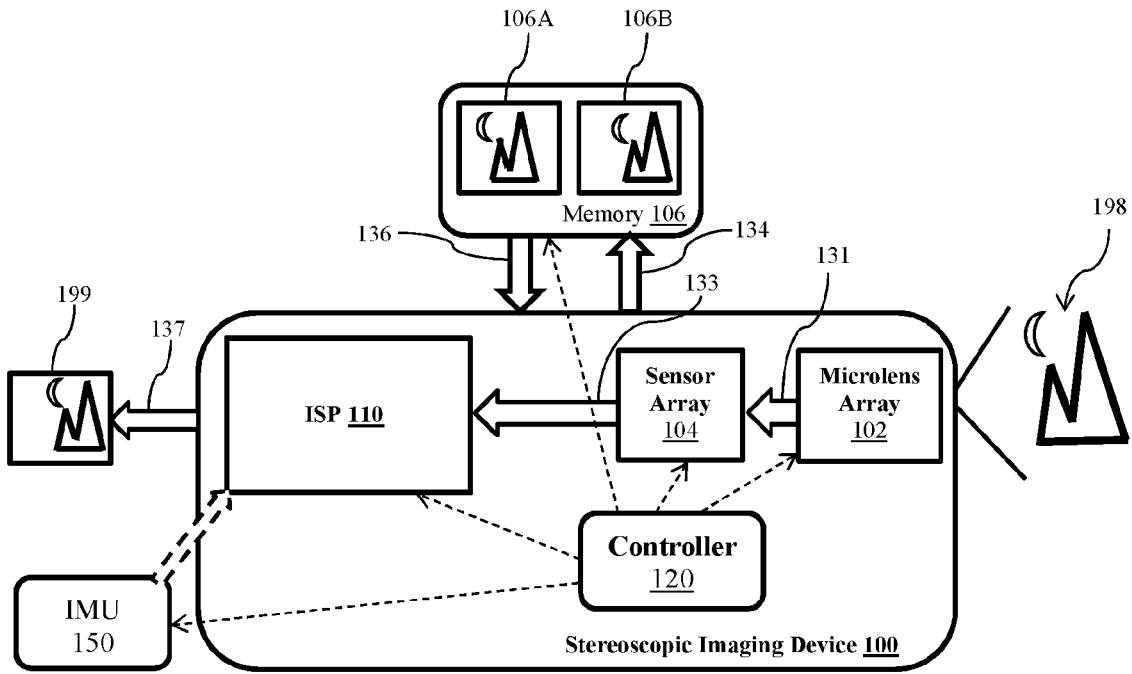 106A
106B
Memory 106
136
134
198
133
131
199
137
Sensor
Array
104
Microlens
Array
102
ISP 110
Controller
120
IMU
150
Stereoscopic Imaging Device 100